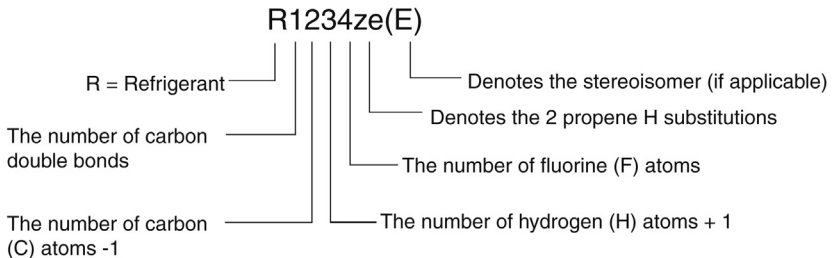 R1234ze(E)
R = Refrigerant
Denotes the stereoisomer (if applicable)
Denotes the 2 propene H substitutions
The number of carbon
double bonds
The number of fluorine (F) atoms
The number of carbon
(C) atoms -1
The number of hydrogen (H) atoms + 1